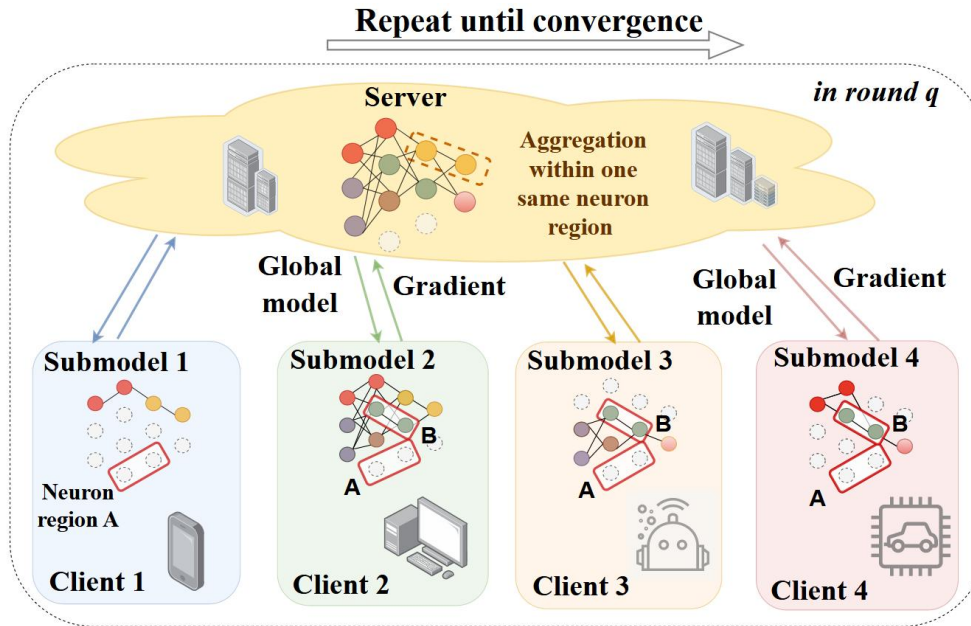 Repeat until convergence
in round q
Server
Aggregation
within one
same neuron
region
Global
model
Gradient
Global
model
Gradient
Submodel 1
Neuron
region A
Client 1
Submodel 2
B
A
Client 2
Submodel 3
B
A
Client 3
Submodel 4
B
A
Client 4